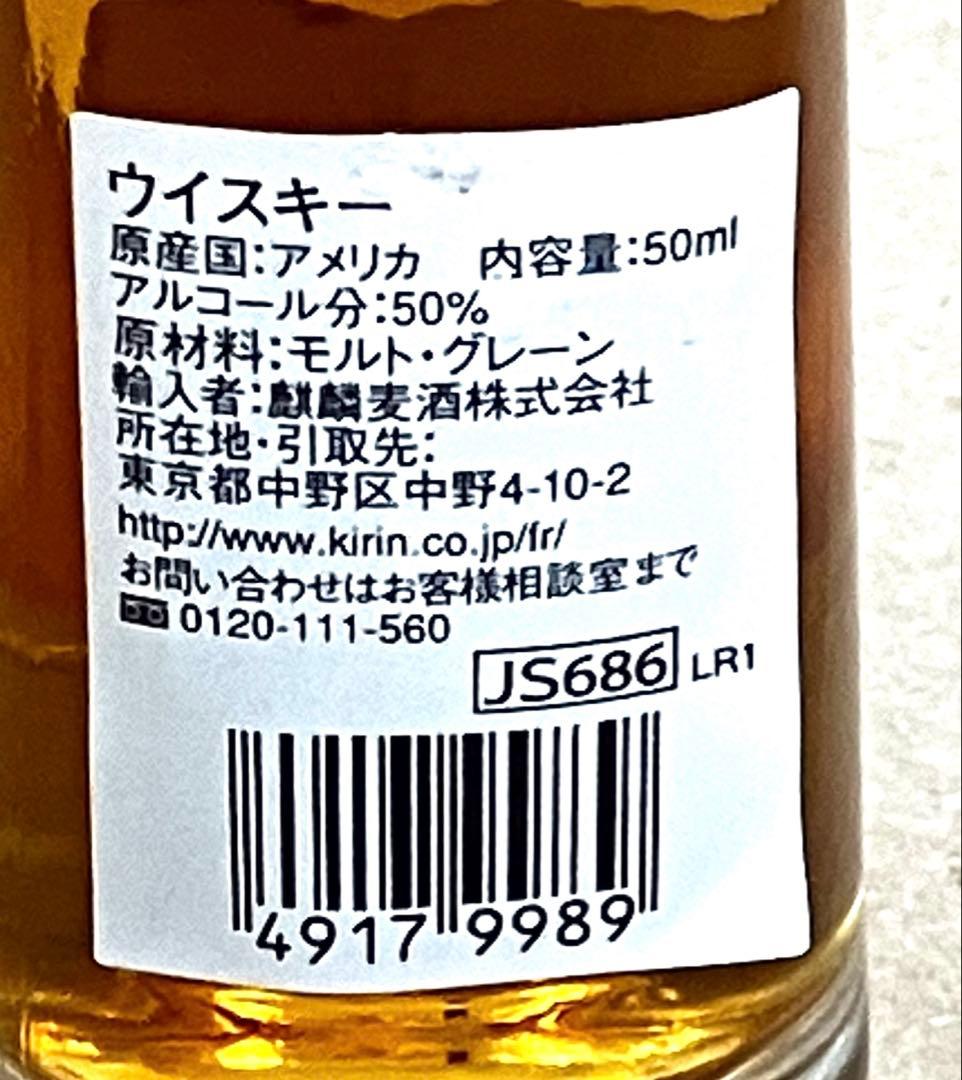 ウイスキー
原産国:アメリカ 内容量:50ml
アルコール分:50%
原材料:モルト・グレーン
輸入者:麒麟麦酒株式会社
所在地・引取先:
東京都中野区中野4-10-2
http://www.kirin.co.jp/fr/
お問い合わせはお客様相談室まで
0120-111-560
JS686 LR1
4917 9989